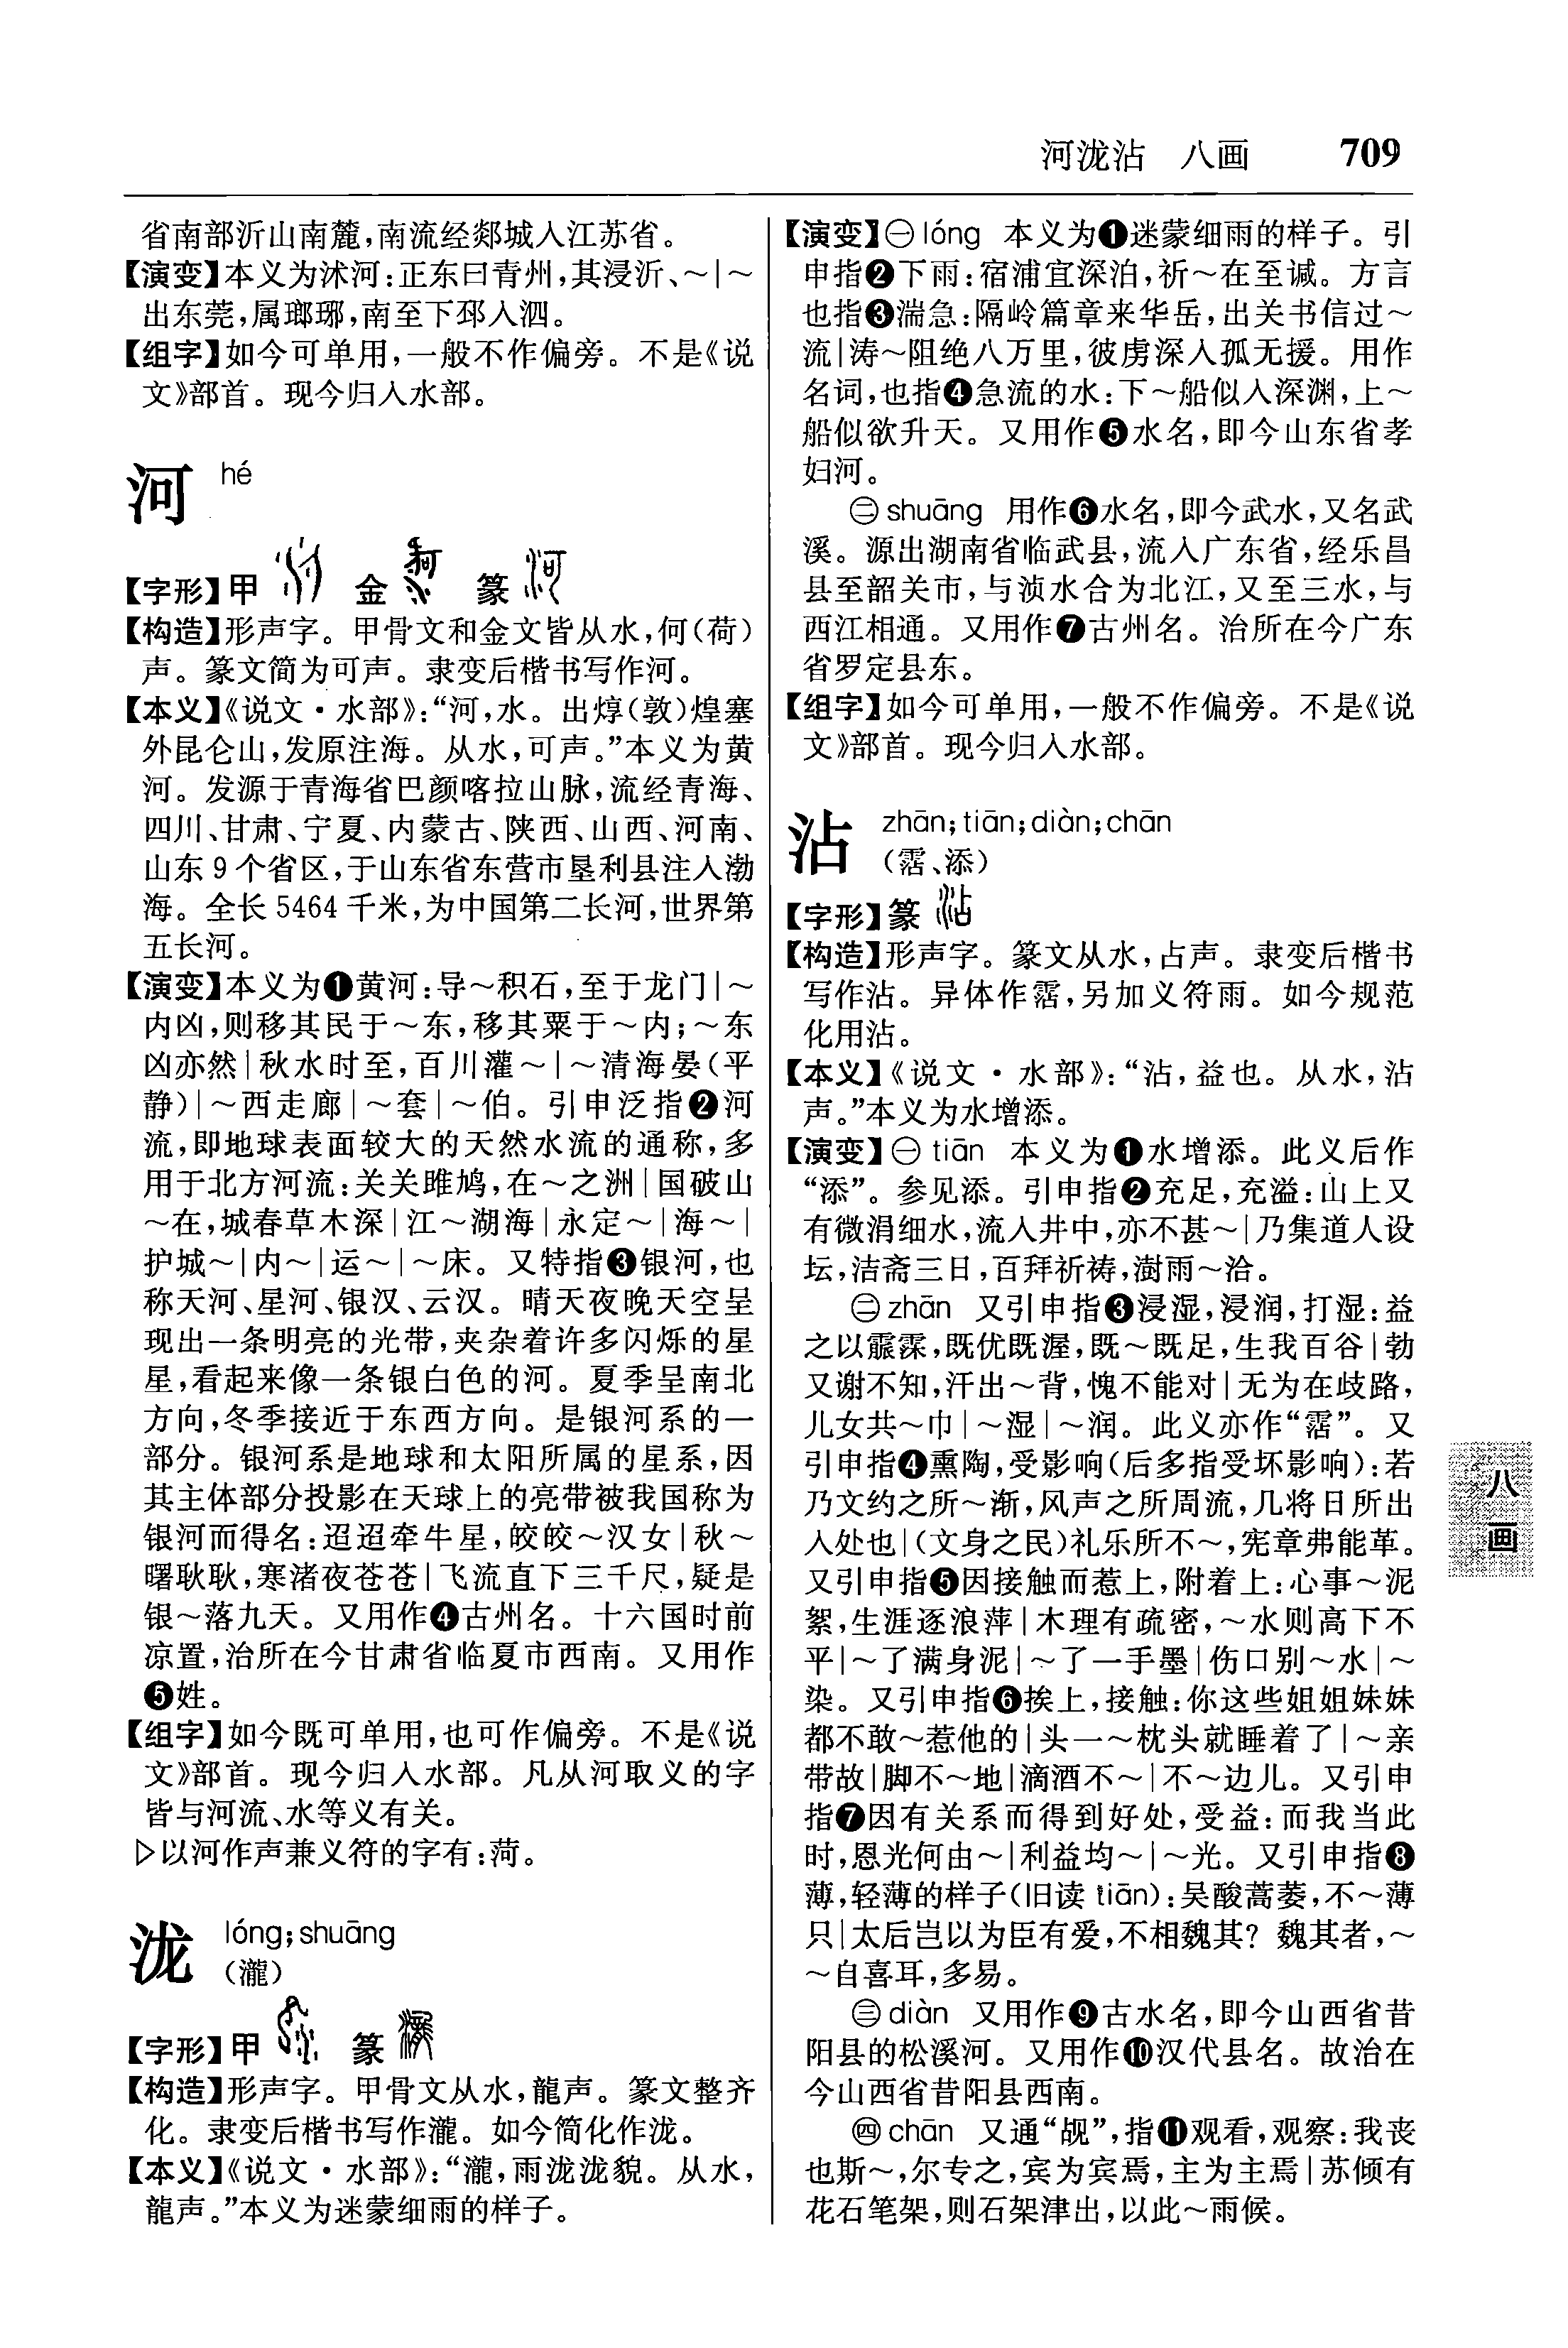 河泷沾 八画 709
省南部沂山南麓,南流经郯城入江苏省。
【演变】本义为沭河:正东曰青州,其浸沂、～|～
出东莞,属瑯琊,南至下邳入泗。
【组字】如今可单用,一般不作偏旁。不是《说
文》部首。现今归入水部。
河 hé
【字形】甲 金 篆
【构造】形声字。甲骨文和金文皆从水,何(荷)
声。篆文简为可声。隶变后楷书写作河。
【本义】《说文·水部》:“河,水。出焞(敦)煌塞
外昆仑山,发原注海。从水,可声。”本义为黄
河。发源于青海省巴颜喀拉山脉,流经青海、
四川、甘肃、宁夏、内蒙古、陕西、山西、河南、
山东9个省区,于山东省东营市垦利县注入渤
海。全长5464千米,为中国第二长河,世界第
五长河。
【演变】本义为❶黄河:导～积石,至于龙门|～
内凶,则移其民于～东,移其粟于～内;～东
凶亦然|秋水时至,百川灌～|～清海晏(平
静)|～西走廊|～套|～伯。引申泛指❷河
流,即地球表面较大的天然水流的通称,多
用于北方河流:关关雎鸠,在～之洲|国破山
～在,城春草木深|江～湖海|永定～|海～|
护城～|内～|运～|～床。又特指❸银河,也
称天河、星河、银汉、云汉。晴天夜晚天空呈
现出一条明亮的光带,夹杂着许多闪烁的星
星,看起来像一条银白色的河。夏季呈南北
方向,冬季接近于东西方向。是银河系的一
部分。银河系是地球和太阳所属的星系,因
其主体部分投影在天球上的亮带被我国称为
银河而得名:迢迢牵牛星,皎皎～汉女|秋～
曙耿耿,寒渚夜苍苍|飞流直下三千尺,疑是
银～落九天。又用作❹古州名。十六国时前
凉置,治所在今甘肃省临夏市西南。又用作
❺姓。
【组字】如今既可单用,也可作偏旁。不是《说
文》部首。现今归入水部。凡从河取义的字
皆与河流、水等义有关。
▷以河作声兼义符的字有:菏。
泷 lóng;shuāng
(瀧)
【字形】甲 篆
【构造】形声字。甲骨文从水,龍声。篆文整齐
化。隶变后楷书写作瀧。如今简化作泷。
【本义】《说文·水部》:“瀧,雨泷泷貌。从水,
龍声。”本义为迷蒙细雨的样子。
【演变】㊀lóng 本义为❶迷蒙细雨的样子。引
申指❷下雨:宿浦宜深泊,祈～在至诚。方言
也指❸湍急:隔岭篇章来华岳,出关书信过～
流|涛～阻绝八万里,彼虏深入孤无援。用作
名词,也指❹急流的水:下～船似入深渊,上～
船似欲升天。又用作❺水名,即今山东省孝
妇河。
㊁shuāng 用作❻水名,即今武水,又名武
溪。源出湖南省临武县,流入广东省,经乐昌
县至韶关市,与浈水合为北江,又至三水,与
西江相通。又用作❼古州名。治所在今广东
省罗定县东。
【组字】如今可单用,一般不作偏旁。不是《说
文》部首。现今归入水部。
沾 zhān;tiān;diàn;chān
(霑、添)
【字形】篆
【构造】形声字。篆文从水,占声。隶变后楷书
写作沾。异体作霑,另加义符雨。如今规范
化用沾。
【本义】《说文·水部》:“沾,益也。从水,沾
声。”本义为水增添。
【演变】㊀tiān 本义为❶水增添。此义后作
“添”。参见添。引申指❷充足,充溢:山上又
有微涓细水,流入井中,亦不甚～|乃集道人设
坛,洁斋三日,百拜祈祷,澍雨～洽。
㊁zhān 又引申指❸浸湿,浸润,打湿:益
之以霡霂,既优既渥,既～既足,生我百谷|勃
又谢不知,汗出～背,愧不能对|无为在歧路,
儿女共～巾|～湿|～润。此义亦作“霑”。又
引申指❹熏陶,受影响(后多指受坏影响):若
乃文约之所～渐,风声之所周流,几将日所出
入处也|(文身之民)礼乐所不～,宪章弗能革。
又引申指❺因接触而惹上,附着上:心事～泥
絮,生涯逐浪萍|木理有疏密,～水则高下不
平|～了满身泥|～了一手墨|伤口别～水|～
染。又引申指❻挨上,接触:你这些姐姐妹妹
都不敢～惹他的|头一～枕头就睡着了|～亲
带故|脚不～地|滴酒不～|不～边儿。又引申
指❼因有关系而得到好处,受益:而我当此
时,恩光何由～|利益均～|～光。又引申指❽
薄,轻薄的样子(旧读tiān):吴酸蒿蒌,不～薄
只|太后岂以为臣有爱,不相魏其?魏其者,～
～自喜耳,多易。
㊂diàn 又用作❾古水名,即今山西省昔
阳县的松溪河。又用作❿汉代县名。故治在
今山西省昔阳县西南。
㊃chān 又通“觇”,指⓫观看,观察:我丧
也斯～,尔专之,宾为宾焉,主为主焉|苏倾有
花石笔架,则石架津出,以此～雨候。
八画